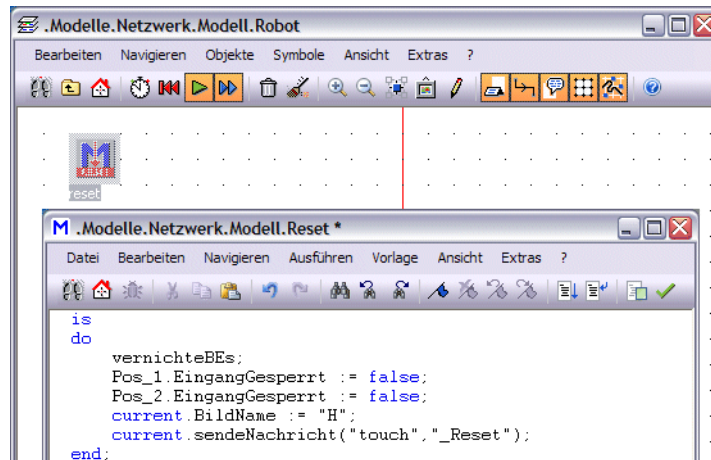 .Modelle.Netzwerk.Modell.Robot
Bearbeiten Navigieren Objekte Symbole Ansicht Extras ?
M
RESET
reset
M .Modelle.Netzwerk.Modell.Reset *
Datei Bearbeiten Navigieren Ausführen Vorlage Ansicht Extras ?
is
do
vernichteBEs;
Pos_1.EingangGesperrt := false;
Pos_2.EingangGesperrt := false;
current.BildName := "H";
current.sendeNachricht("touch","_Reset");
end;